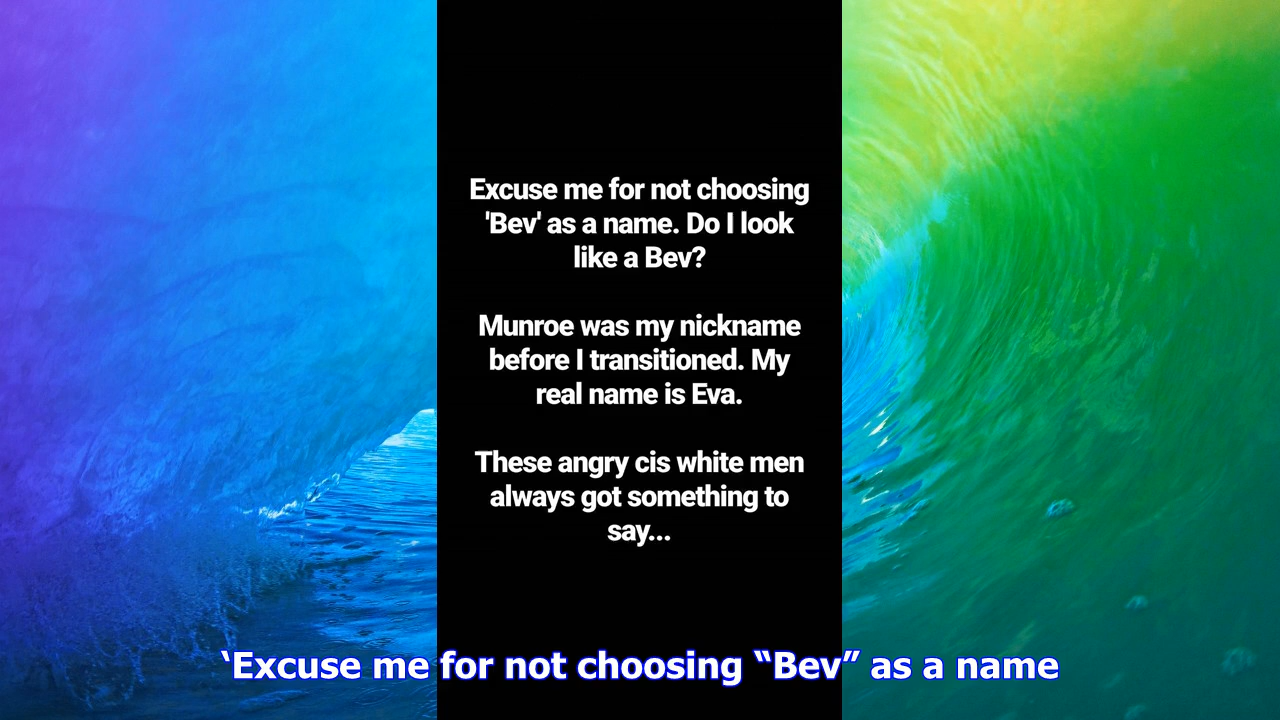 Excuse me for not choosing
'Bev' as a name. Do I look
like a Bev?
Munroe was my nickname
before I transitioned. My
real name is Eva.
These angry cis white men
always got something to
say...
‘Excuse me for not choosing “Bev” as a name